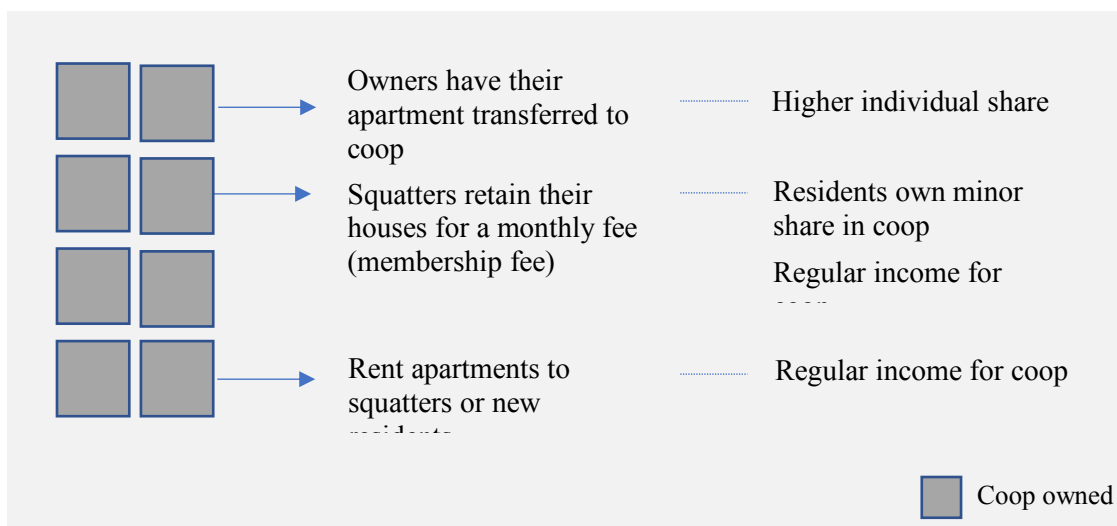 Owners have their
apartment transferred to
coop
Higher individual share
Squatters retain their
houses for a monthly fee
(membership fee)
Residents own minor
share in coop
Regular income for
Rent apartments to
squatters or new
Regular income for coop
Coop owned